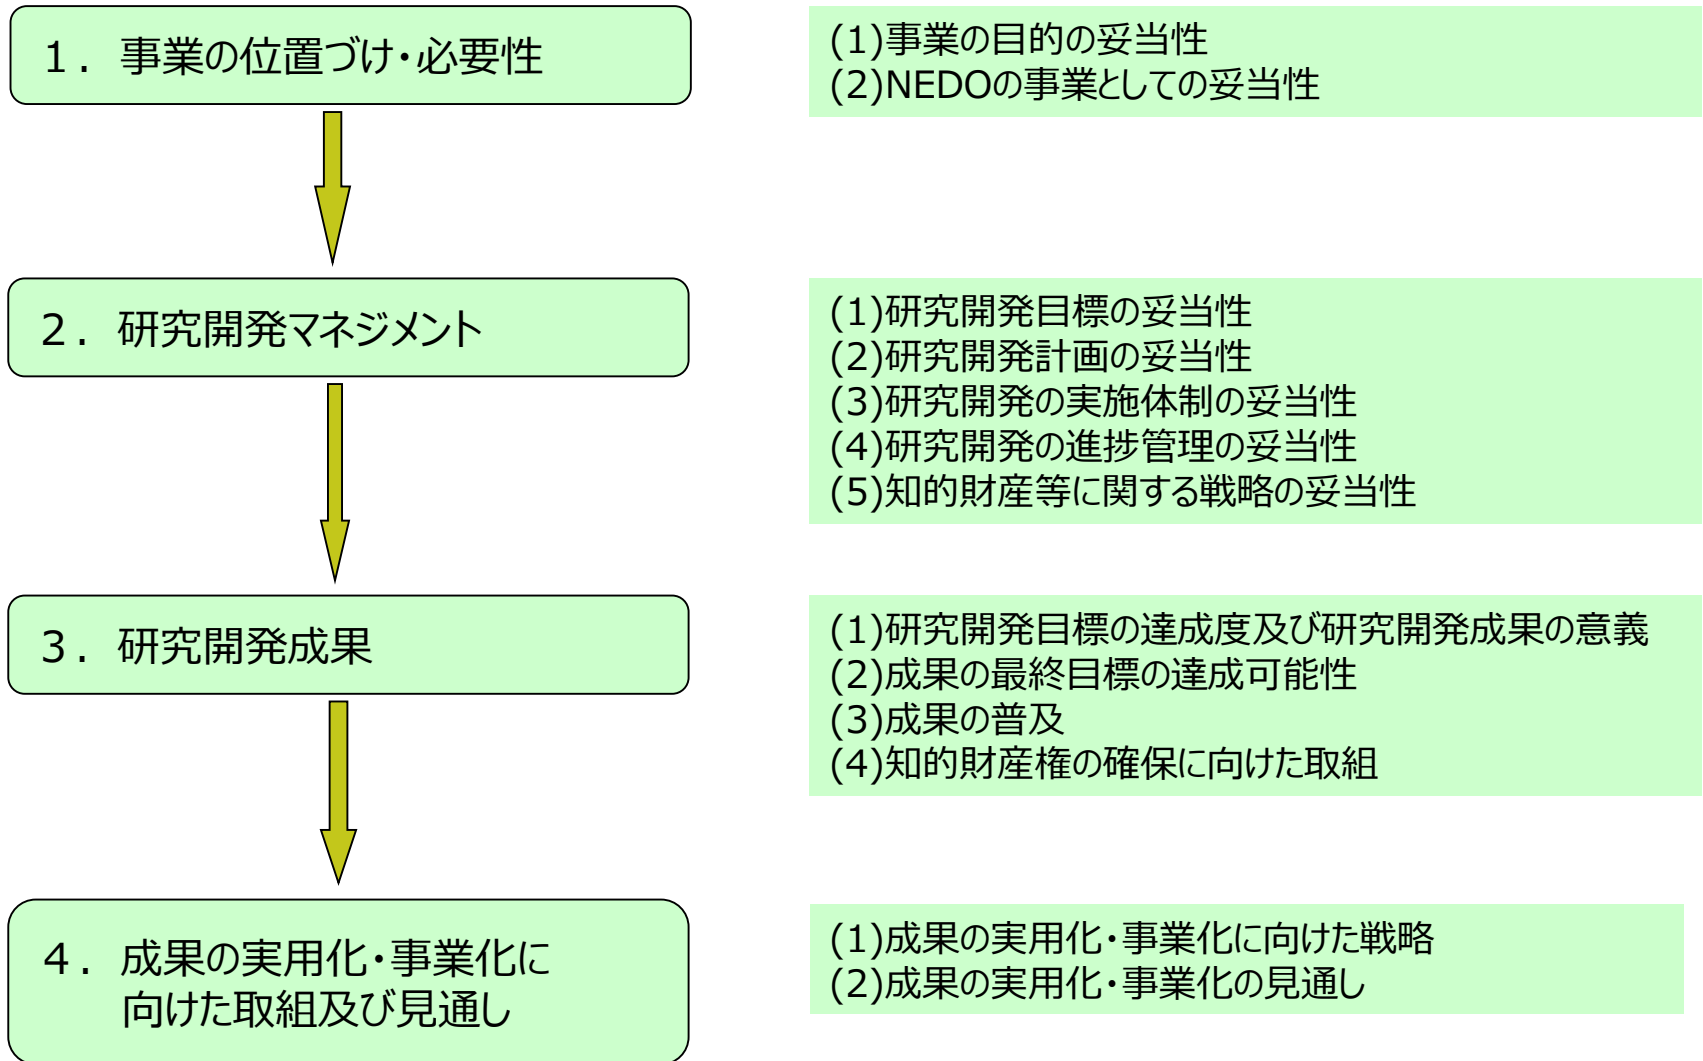 １．事業の位置づけ・必要性
(1)事業の目的の妥当性
(2)NEDOの事業としての妥当性
２．研究開発マネジメント
(1)研究開発目標の妥当性
(2)研究開発計画の妥当性
(3)研究開発の実施体制の妥当性
(4)研究開発の進捗管理の妥当性
(5)知的財産等に関する戦略の妥当性
３．研究開発成果
(1)研究開発目標の達成度及び研究開発成果の意義
(2)成果の最終目標の達成可能性
(3)成果の普及
(4)知的財産権の確保に向けた取組
４．成果の実用化・事業化に
向けた取組及び見通し
(1)成果の実用化・事業化に向けた戦略
(2)成果の実用化・事業化の見通し